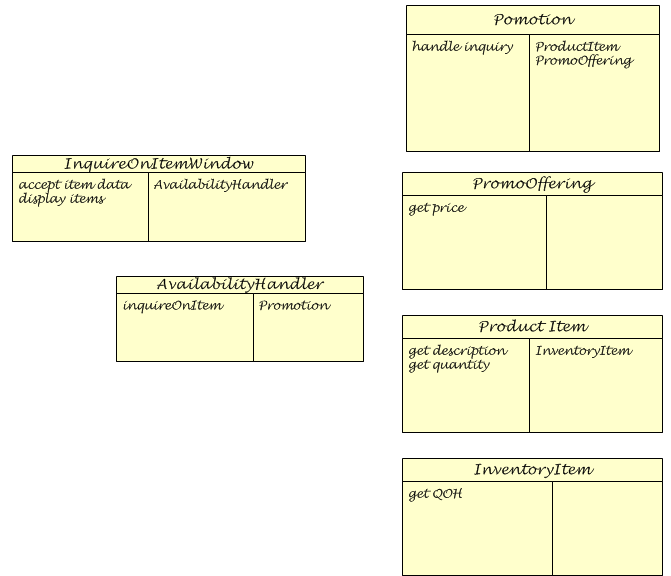 Pomotion
handle inquiry
ProductItem
PromoOffering
InquireOnItemWindow
accept item data
display items
AvailabilityHandler
PromoOffering
get price
AvailabilityHandler
inquireOnItem
Promotion
Product Item
get description
get quantity
InventoryItem
InventoryItem
get QOH